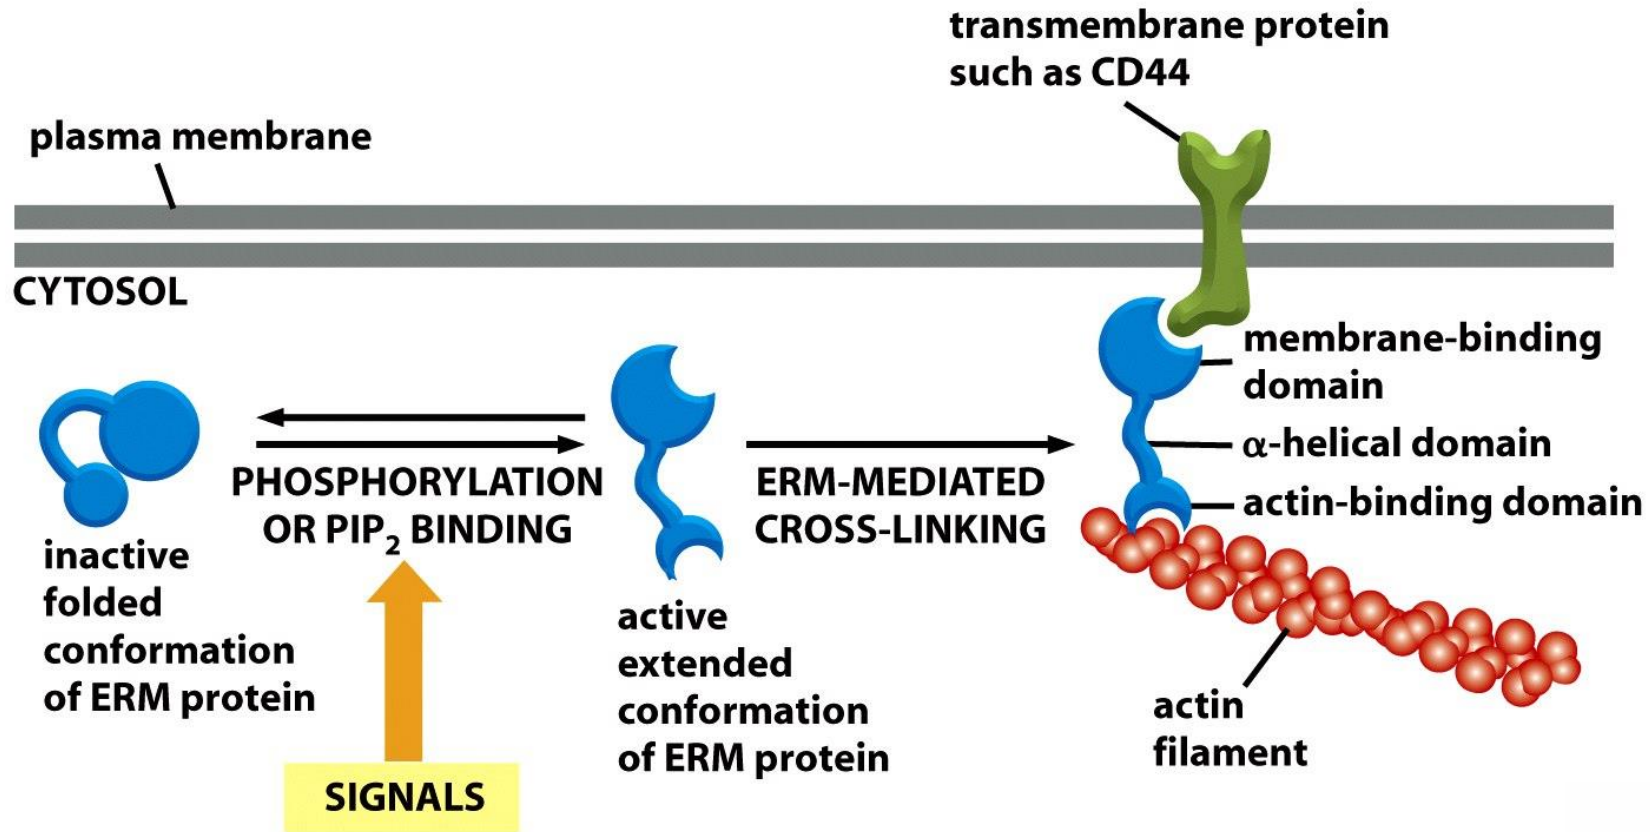 transmembrane protein
such as CD44
plasma membrane
CYTOSOL
membrane-binding
domain
α-helical domain
actin-binding domain
PHOSPHORYLATION
OR PIP₂ BINDING
ERM-MEDIATED
CROSS-LINKING
inactive
folded
conformation
of ERM protein
active
extended
conformation
of ERM protein
actin
filament
SIGNALS